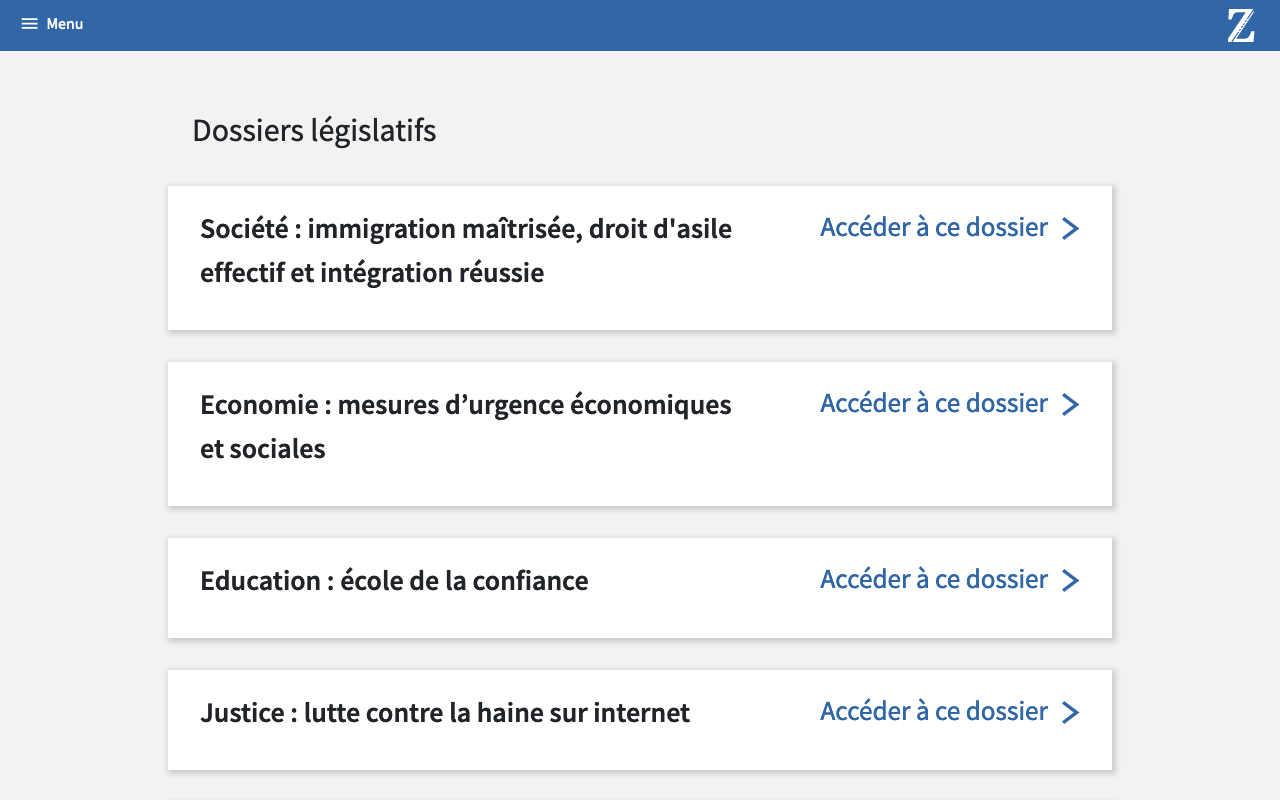 Menu
Z
Dossiers législatifs
Société : immigration maîtrisée, droit d'asile
effectif et intégration réussie
Accéder à ce dossier
Economie : mesures d’urgence économiques
et sociales
Accéder à ce dossier
Education : école de la confiance
Accéder à ce dossier
Justice : lutte contre la haine sur internet
Accéder à ce dossier